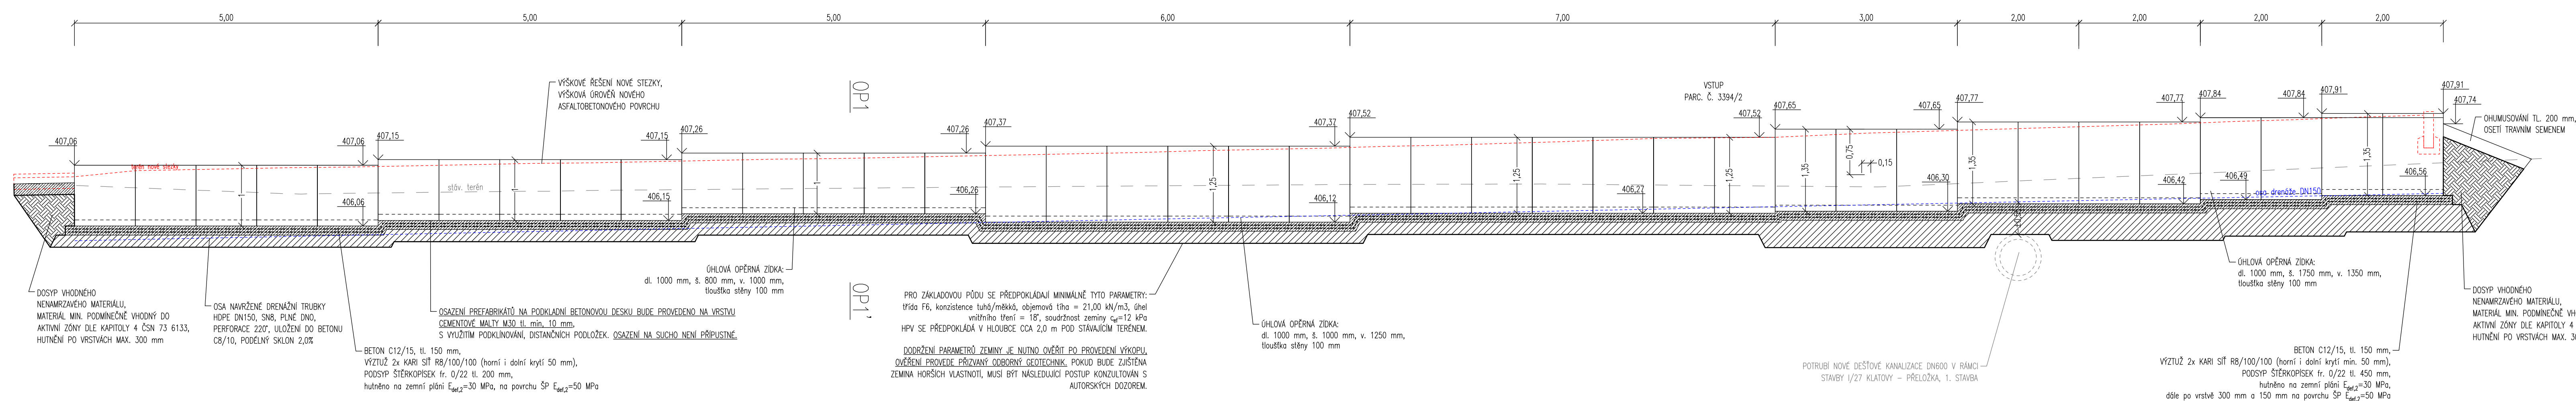 5,00
5,00
5,00
6,00
7,00
3,00
2,00
2,00
2,00
2,00
VÝŠKOVÉ ŘEŠENÍ NOVÉ STEZKY,
VÝŠKOVÁ ÚROVĚŇ NOVÉHO
ASFALTOBETONOVÉHO POVRCHU
OP1
VSTUP
PARC. Č. 3394/2
407,06
407,06
407,15
407,15
407,26
407,26
407,37
407,37
407,52
407,52
407,65
407,65
407,77
407,77
407,84
407,84
407,91
407,91
407,74
OHUMUSOVÁNÍ TL. 200 mm,
OSETÍ TRAVNÍM SEMENEM
stáv. terén
1
1
1
1,25
1,25
1,25
1,35
0,75
0,15
1,35
1,35
406,06
406,15
406,26
406,12
406,27
406,30
406,42
406,49
406,56
osa drenáže DN150
DOSYP VHODNÉHO
NENAMRZAVÉHO MATERIÁLU,
MATERIÁL MIN. PODMÍNEČNĚ VHODNÝ DO
AKTIVNÍ ZÓNY DLE KAPITOLY 4 ČSN 73 6133,
HUTNĚNÍ PO VRSTVÁCH MAX. 300 mm
OSA NAVRŽENÉ DRENÁŽNÍ TRUBKY
HDPE DN150, SN8, PLNÉ DNO,
PERFORACE 220°, ULOŽENÍ DO BETONU
C8/10, PODÉLNÝ SKLON 2,0%
BETON C12/15, tl. 150 mm,
VÝZTUŽ 2x KARI SÍŤ R8/100/100 (horní i dolní krytí 50 mm),
PODSYP ŠTĚRKOPÍSEK fr. 0/22 tl. 200 mm,
hutněno na zemní pláni Edef,2=30 MPa, na povrchu ŠP Edef,2=50 MPa
OSAZENÍ PREFABRIKÁTŮ NA PODKLADNÍ BETONOVOU DESKU BUDE PROVEDENO NA VRSTVU
CEMENTOVÉ MALTY M30 tl. min. 10 mm,
S VYUŽITÍM PODKLÍNOVÁNÍ, DISTANČNÍCH PODLOŽEK. OSAZENÍ NA SUCHO NENÍ PŘÍPUSTNÉ.
ÚHLOVÁ OPĚRNÁ ZÍDKA:
dl. 1000 mm, š. 800 mm, v. 1000 mm,
tloušťka stěny 100 mm
OP1'
PRO ZÁKLADOVOU PŮDU SE PŘEDPOKLÁDAJÍ MINIMÁLNĚ TYTO PARAMETRY:
třída F6, konzistence tuhá/měkká, objemová tíha = 21,00 kN/m3, úhel
vnitřního tření = 18°, soudržnost zeminy cef=12 kPa
HPV SE PŘEDPOKLÁDÁ V HLOUBCE CCA 2,0 m POD STÁVAJÍCÍM TERÉNEM.
DODRŽENÍ PARAMETRŮ ZEMINY JE NUTNO OVĚŘIT PO PROVEDENÍ VÝKOPU,
OVĚŘENÍ PROVEDE PŘIZVANÝ ODBORNÝ GEOTECHNIK. POKUD BUDE ZJIŠTĚNA
ZEMINA HORŠÍCH VLASTNOTÍ, MUSÍ BÝT NÁSLEDUJÍCÍ POSTUP KONZULTOVÁN S
AUTORSKÝCH DOZOREM.
ÚHLOVÁ OPĚRNÁ ZÍDKA:
dl. 1000 mm, š. 1000 mm, v. 1250 mm,
tloušťka stěny 100 mm
POTRUBÍ NOVÉ DEŠŤOVÉ KANALIZACE DN600 V RÁMCI
STAVBY I/27 KLATOVY - PŘELOŽKA, 1. STAVBA
ÚHLOVÁ OPĚRNÁ ZÍDKA:
dl. 1000 mm, š. 1750 mm, v. 1350 mm,
tloušťka stěny 100 mm
BETON C12/15, tl. 150 mm,
VÝZTUŽ 2x KARI SÍŤ R8/100/100 (horní i dolní krytí min. 50 mm),
PODSYP ŠTĚRKOPÍSEK fr. 0/22 tl. 450 mm,
hutněno na zemní pláni Edef,2=30 MPa,
dále po vrstvě 300 mm a 150 mm na povrchu ŠP Edef,2=50 MPa
DOSYP VHODNÉHO
NENAMRZAVÉHO MATERIÁLU,
MATERIÁL MIN. PODMÍNEČNĚ
AKTIVNÍ ZÓNY DLE KAPITOLY 4
HUTNĚNÍ PO VRSTVÁCH MAX.